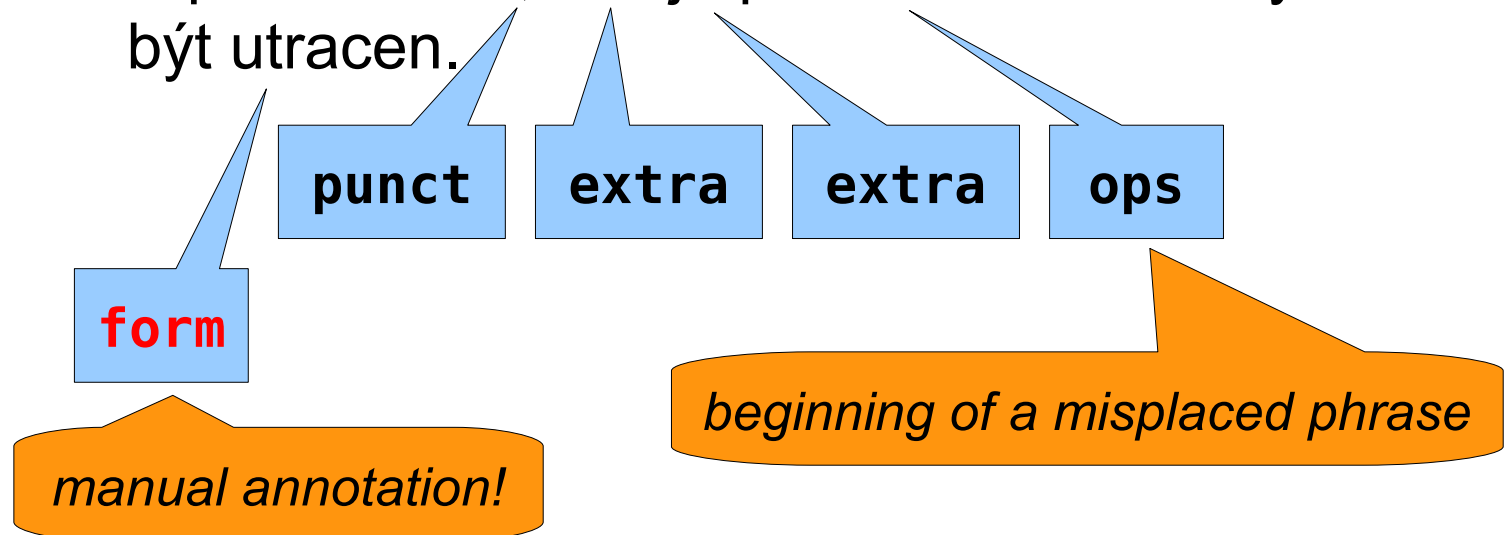 být utracen.
punct extra extra ops
form
beginning of a misplaced phrase
manual annotation!